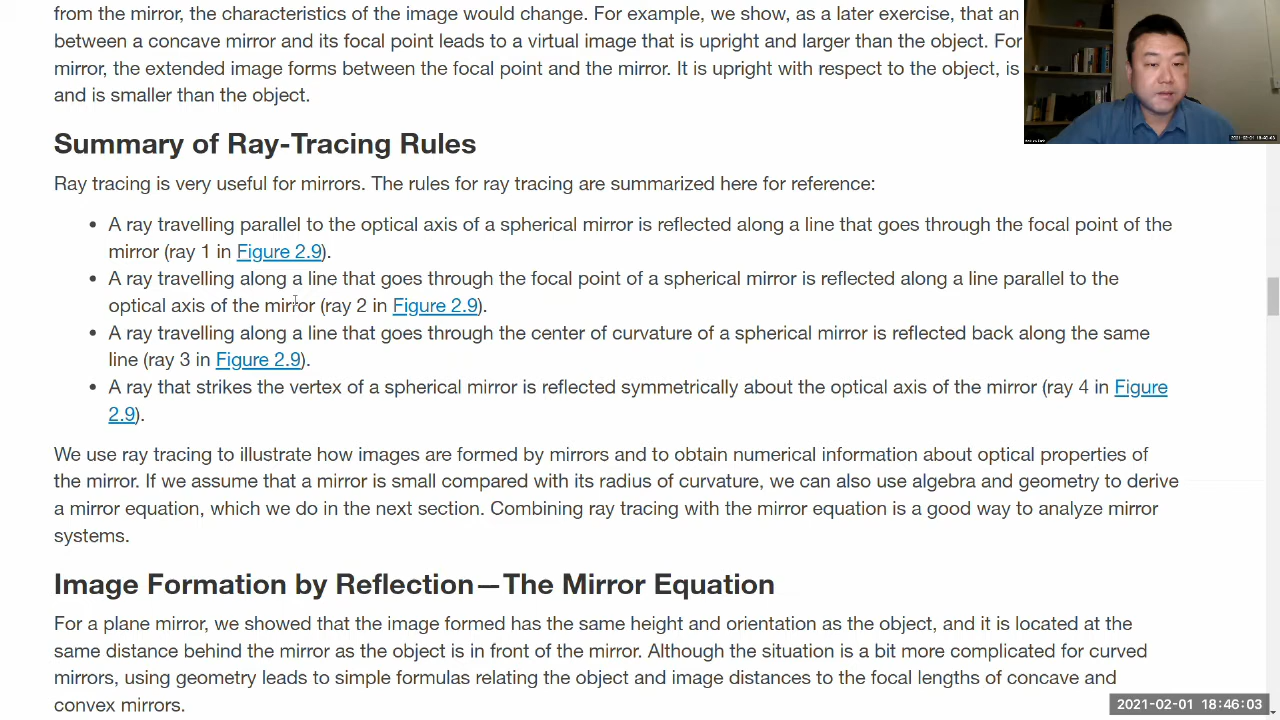 from the mirror, the characteristics of the image would change. For example, we show, as a later exercise, that an
between a concave mirror and its focal point leads to a virtual image that is upright and larger than the object. For
mirror, the extended image forms between the focal point and the mirror. It is upright with respect to the object, is
and is smaller than the object.
Summary of Ray-Tracing Rules
Ray tracing is very useful for mirrors. The rules for ray tracing are summarized here for reference:
• A ray travelling parallel to the optical axis of a spherical mirror is reflected along a line that goes through the focal point of the
mirror (ray 1 in Figure 2.9).
• A ray travelling along a line that goes through the focal point of a spherical mirror is reflected along a line parallel to the
optical axis of the mirror (ray 2 in Figure 2.9).
• A ray travelling along a line that goes through the center of curvature of a spherical mirror is reflected back along the same
line (ray 3 in Figure 2.9).
• A ray that strikes the vertex of a spherical mirror is reflected symmetrically about the optical axis of the mirror (ray 4 in Figure
2.9).
We use ray tracing to illustrate how images are formed by mirrors and to obtain numerical information about optical properties of
the mirror. If we assume that a mirror is small compared with its radius of curvature, we can also use algebra and geometry to derive
a mirror equation, which we do in the next section. Combining ray tracing with the mirror equation is a good way to analyze mirror
systems.
Image Formation by Reflection—The Mirror Equation
For a plane mirror, we showed that the image formed has the same height and orientation as the object, and it is located at the
same distance behind the mirror as the object is in front of the mirror. Although the situation is a bit more complicated for curved
mirrors, using geometry leads to simple formulas relating the object and image distances to the focal lengths of concave and
convex mirrors.
2021-02-01 18:46:03